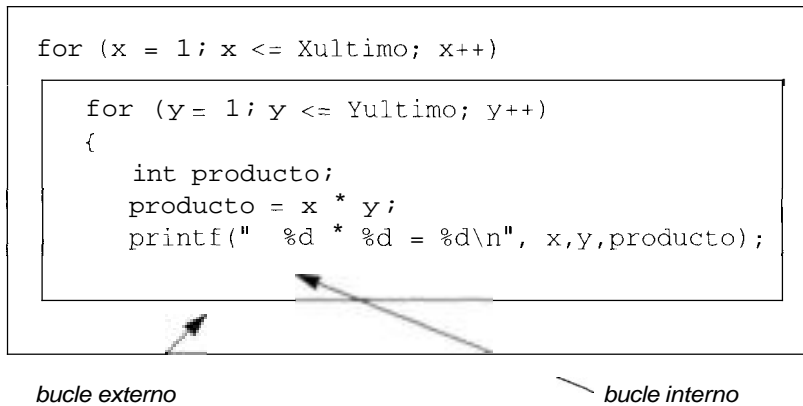 for (x = 1; x <= Xultimo; x++)
for (y = 1; y <= Yultimo; y++)
{
int producto;
producto = x * y;
printf("  %d * %d = %d\n", x,y,producto);
bucle externo
bucle interno